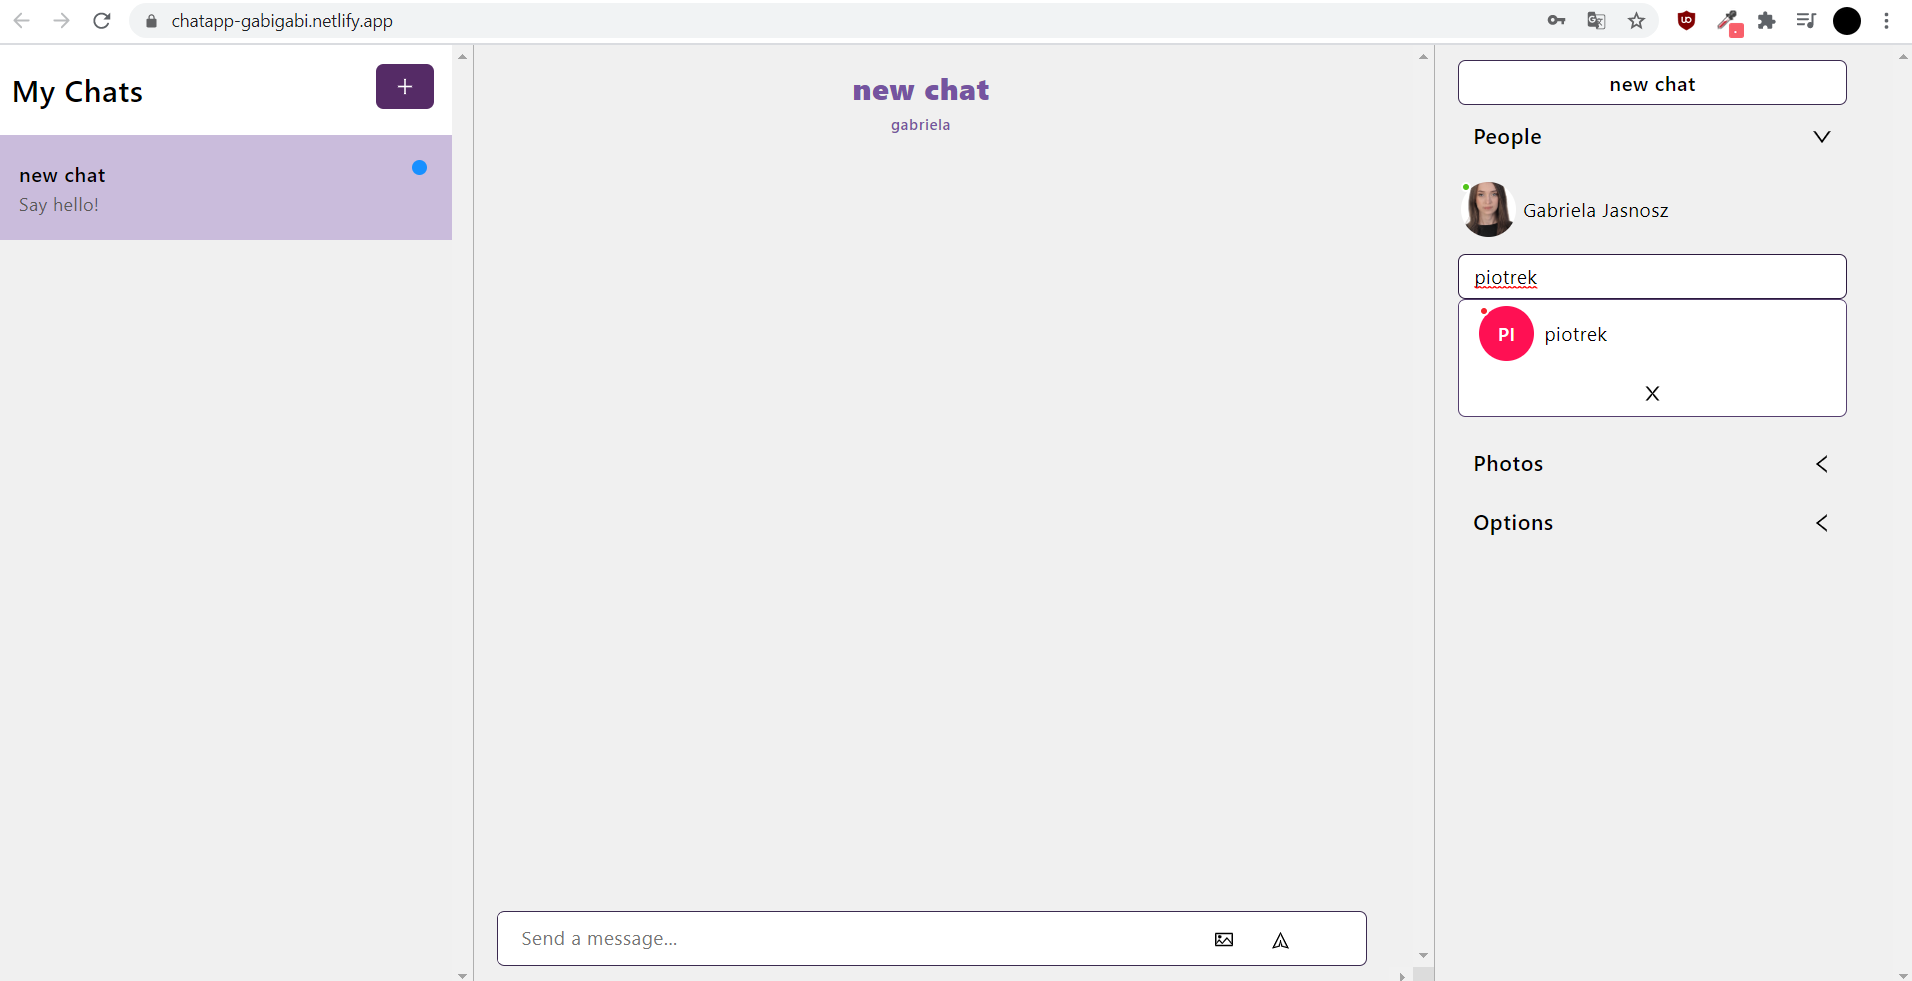 chatapp-gabigabi.netlify.app
My Chats
+
new chat
Say hello!
new chat
gabriela
Send a message...
new chat
People
Gabriela Jasnosz
piotrek
PI piotrek
X
Photos
Options